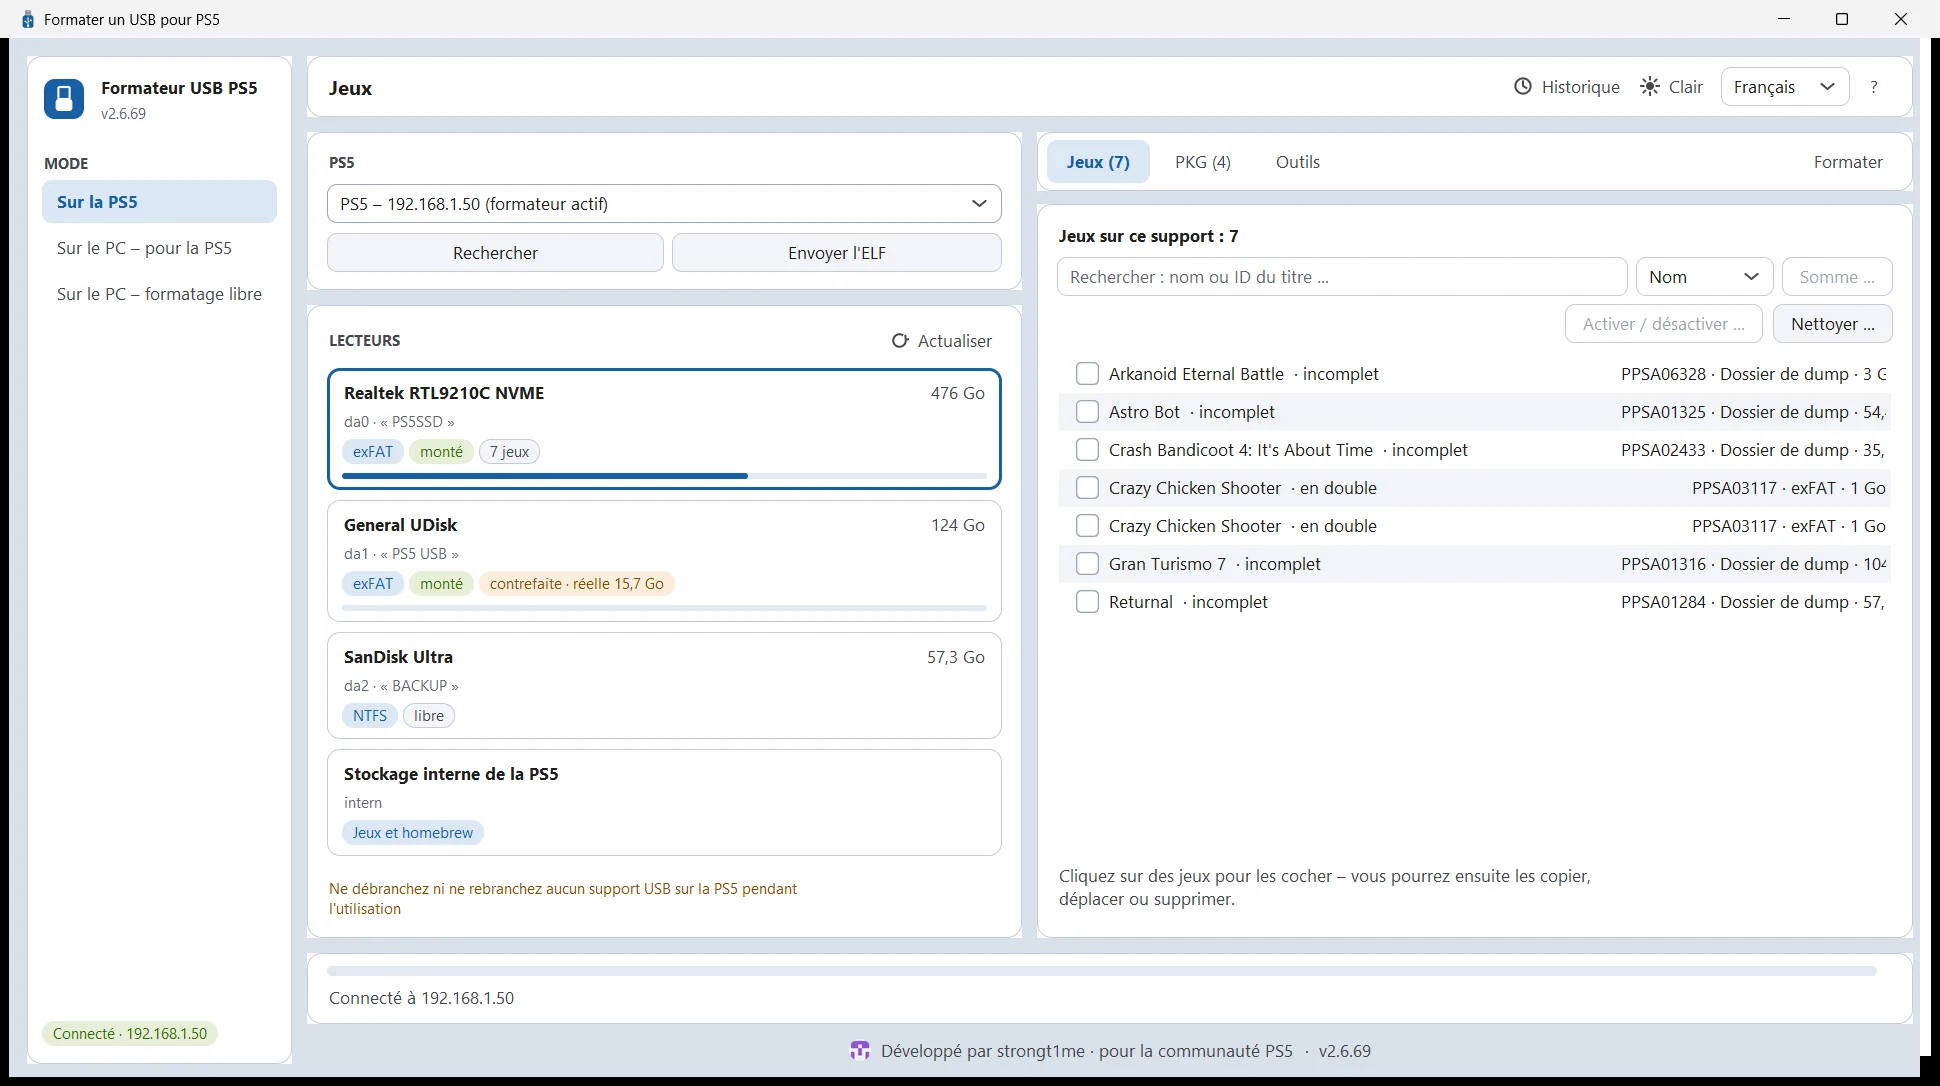 Formater un USB pour PS5
Formateur USB PS5
v2.6.69
MODE
Sur la PS5
Sur le PC – pour la PS5
Sur le PC – formatage libre
Connecté · 192.168.1.50
Jeux
Historique
Clair
Français
?
PS5
PS5 – 192.168.1.50 (formateur actif)
Rechercher
Envoyer l'ELF
LECTEURS
Actualiser
Realtek RTL9210C NVME
476 Go
da0 · « PS5SSD »
exFAT
monté
7 jeux
General UDisk
124 Go
da1 · « PS5 USB »
exFAT
monté
contrefaite · réelle 15,7 Go
SanDisk Ultra
57,3 Go
da2 · « BACKUP »
NTFS
libre
Stockage interne de la PS5
intern
Jeux et homebrew
Ne débranchez ni ne rebranchez aucun support USB sur la PS5 pendant
l'utilisation
Jeux (7)
PKG (4)
Outils
Formater
Jeux sur ce support : 7
Rechercher : nom ou ID du titre ...
Nom
Somme ...
Activer / désactiver ...
Nettoyer ...
Arkanoid Eternal Battle · incomplet
PPSA06328 · Dossier de dump · 3 G
Astro Bot · incomplet
PPSA01325 · Dossier de dump · 54,
Crash Bandicoot 4: It's About Time · incomplet
PPSA02433 · Dossier de dump · 35,
Crazy Chicken Shooter · en double
PPSA03117 · exFAT · 1 Go
Crazy Chicken Shooter · en double
PPSA03117 · exFAT · 1 Go
Gran Turismo 7 · incomplet
PPSA01316 · Dossier de dump · 104
Returnal · incomplet
PPSA01284 · Dossier de dump · 57,
Cliquez sur des jeux pour les cocher – vous pourrez ensuite les copier,
déplacer ou supprimer.
Connecté à 192.168.1.50
Développé par strongt1me · pour la communauté PS5 · v2.6.69